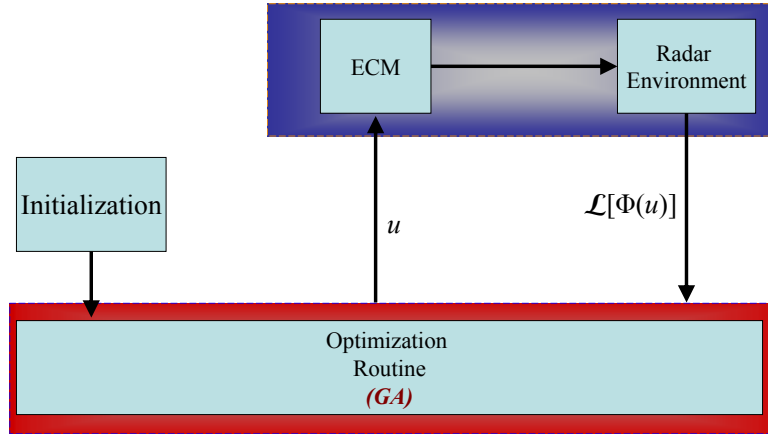 ECM
Radar
Environment
Initialization
u
𝓛[Φ(u)]
Optimization
Routine
(GA)